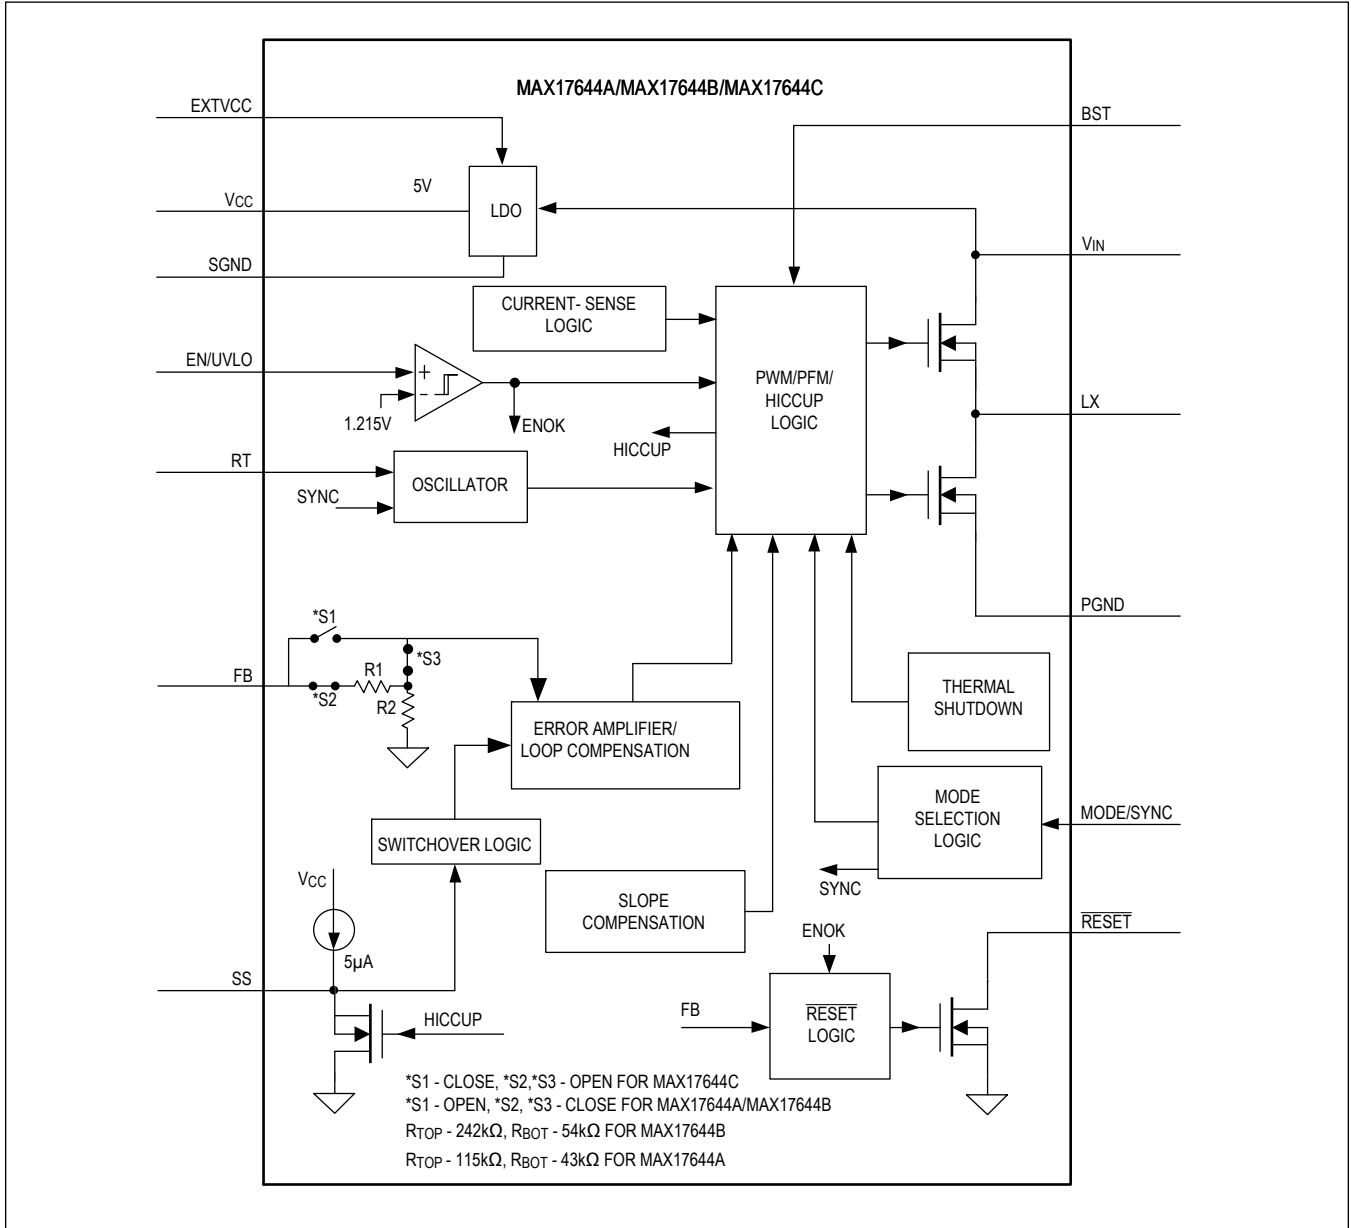 MAX17644A/MAX17644B/MAX17644C
EXTVCC
BST
5V
VCC
LDO
VIN
SGND
CURRENT- SENSE
LOGIC
EN/UVLO
+
-
1.215V
ENOK
PWM/PFM/
HICCUP
LOGIC
LX
HICCUP
RT
SYNC
OSCILLATOR
PGND
*S1
*S3
FB
*S2
R1
R2
THERMAL
SHUTDOWN
ERROR AMPLIFIER/
LOOP COMPENSATION
MODE
SELECTION
LOGIC
MODE/SYNC
SWITCHOVER LOGIC
SYNC
VCC
SLOPE
COMPENSATION
5µA
ENOK
RESET
SS
FB
RESET
LOGIC
HICCUP
*S1 - CLOSE, *S2,*S3 - OPEN FOR MAX17644C
*S1 - OPEN, *S2, *S3 - CLOSE FOR MAX17644A/MAX17644B
RTOP - 242kΩ, RBOT - 54kΩ FOR MAX17644B
RTOP - 115kΩ, RBOT - 43kΩ FOR MAX17644A